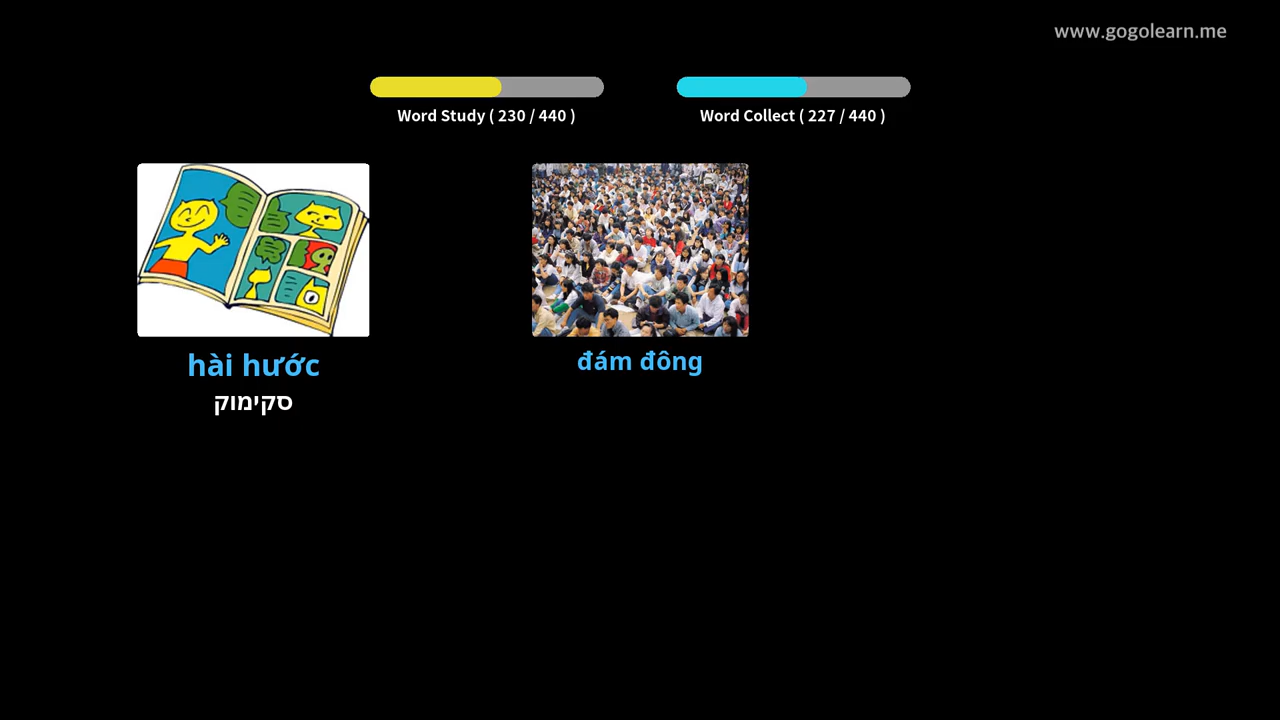 www.gogolearn.me
Word Study ( 230 / 440 )
Word Collect ( 227 / 440 )
hài hước
סקימוק
đám đông